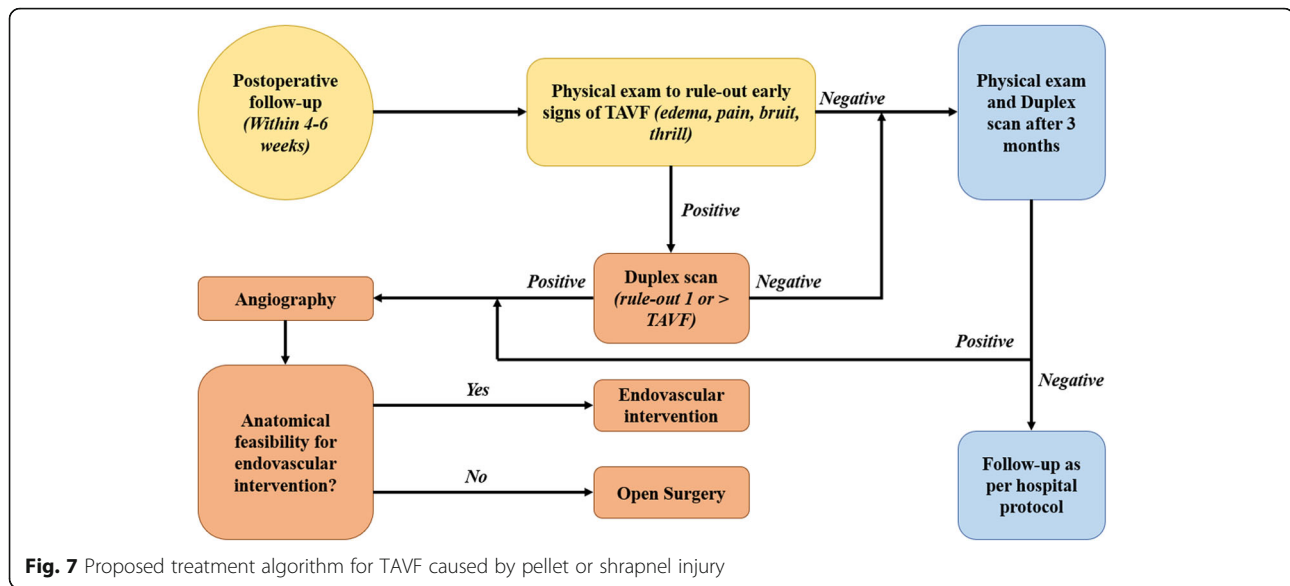 Postoperative
follow-up
(Within 4-6
weeks)
Physical exam to rule-out early
signs of TAVF (edema, pain, bruit,
thrill)
Negative
Physical exam
and Duplex
scan after 3
months
Positive
Duplex scan
(rule-out 1 or >
TAVF)
Positive
Negative
Angiography
Positive
Negative
Anatomical
feasibility for
endovascular
intervention?
Yes
Endovascular
intervention
No
Open Surgery
Follow-up as
per hospital
protocol
Fig. 7 Proposed treatment algorithm for TAVF caused by pellet or shrapnel injury